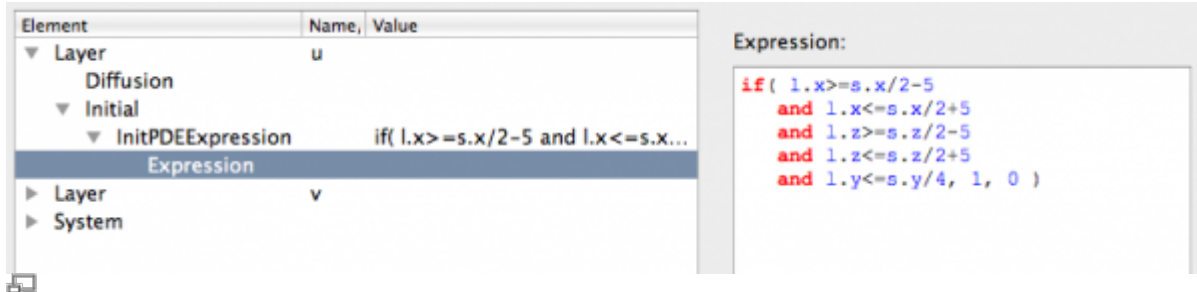 Element Name, Value
Layer u
Diffusion
Initial
InitPDEExpression if( l.x>=s.x/2-5 and l.x<=s.x...
Expression
Layer v
System
Expression:
if( l.x>=s.x/2-5
and l.x<=s.x/2+5
and l.z>=s.z/2-5
and l.z<=s.z/2+5
and l.y<=s.y/4, 1, 0 )